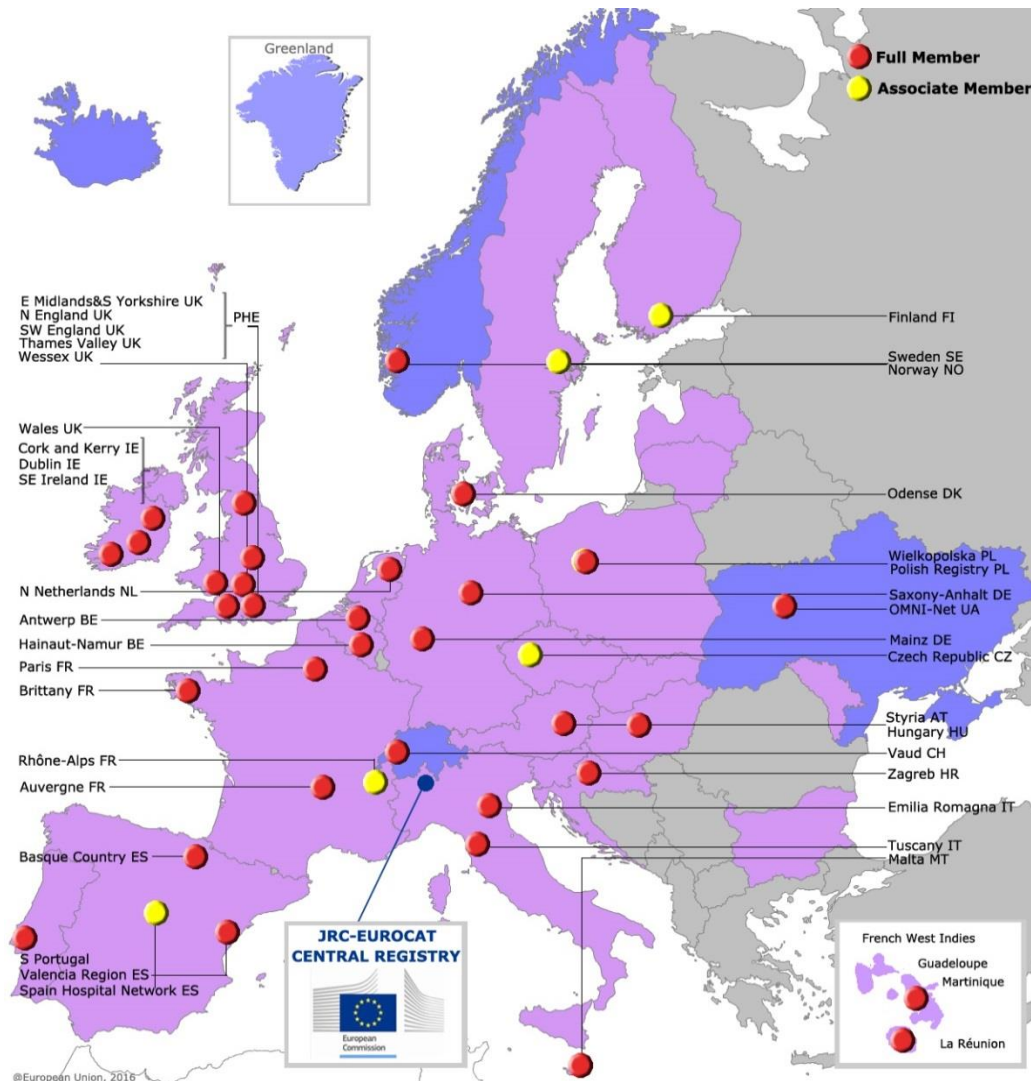 Greenland
Full Member
Associate Member
E Midlands&S Yorkshire UK
N England UK
SW England UK
Thames Valley UK
Wessex UK
PHE
Wales UK
Cork and Kerry IE
Dublin IE
SE Ireland IE
N Netherlands NL
Antwerp BE
Hainaut-Namur BE
Paris FR
Brittany FR
Rhône-Alps FR
Auvergne FR
Basque Country ES
S Portugal
Valencia Region ES
Spain Hospital Network ES
Finland FI
Sweden SE
Norway NO
Odense DK
Wielkopolska PL
Polish Registry PL
Saxony-Anhalt DE
OMNI-Net UA
Mainz DE
Czech Republic CZ
Styria AT
Hungary HU
Vaud CH
Zagreb HR
Emilia Romagna IT
Tuscany IT
Malta MT
JRC-EUROCAT
CENTRAL REGISTRY
European
Commission
French West Indies
Guadeloupe
Martinique
La Réunion
@European Union, 2016